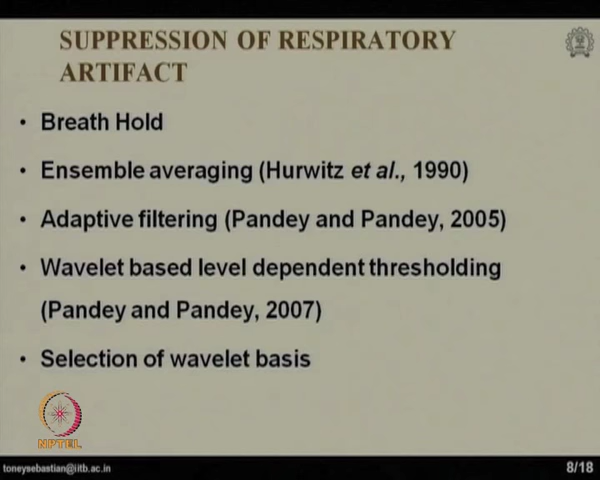 SUPPRESSION OF RESPIRATORY
ARTIFACT
• Breath Hold
• Ensemble averaging (Hurwitz et al., 1990)
• Adaptive filtering (Pandey and Pandey, 2005)
• Wavelet based level dependent thresholding
(Pandey and Pandey, 2007)
• Selection of wavelet basis
NPTEL
toneysebastian@iitb.ac.in
8/18